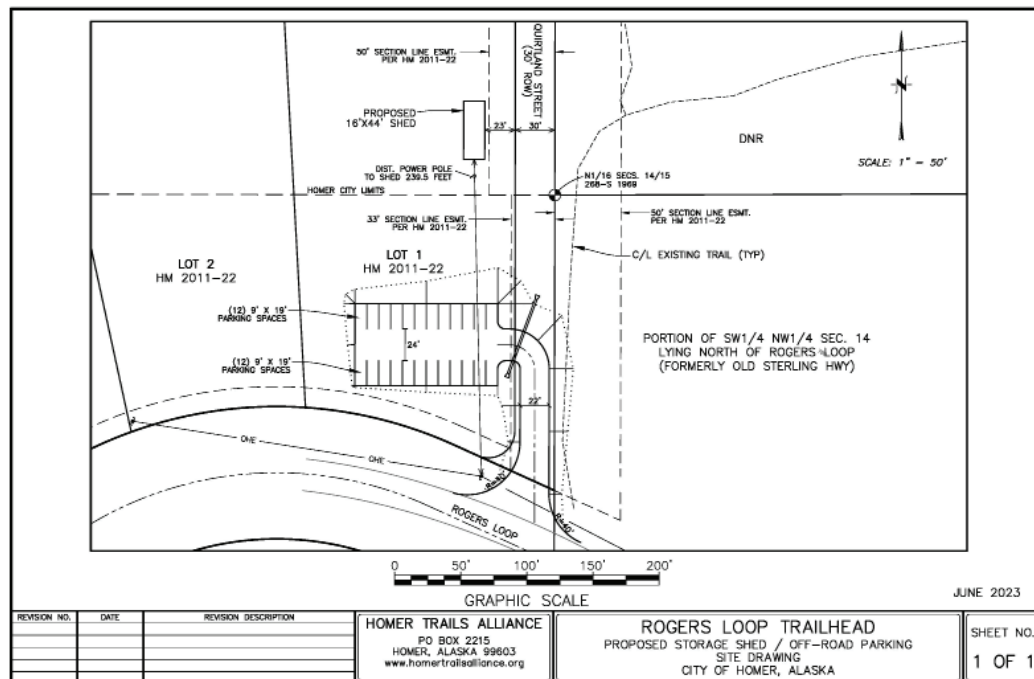 50' SECTION LINE ESMT.
PER HM 2011-22
QUIRTLAND STREET
(30' ROW)
N
PROPOSED
16'X44' SHED
23'
30'
DNR
SCALE: 1" = 50'
DIST. POWER POLE
TO SHED 239.5 FEET
N1/16 SECS. 14/15
268-S 1969
HOMER CITY LIMITS
33' SECTION LINE ESMT.
PER HM 2011-22
50' SECTION LINE ESMT.
PER HM 2011-22
C/L EXISTING TRAIL (TYP)
LOT 2
HM 2011-22
LOT 1
HM 2011-22
(12) 9' X 19'
PARKING SPACES
24'
(12) 9' X 19'
PARKING SPACES
PORTION OF SW1/4 NW1/4 SEC. 14
LYING NORTH OF ROGERS LOOP
(FORMERLY OLD STERLING HWY)
22'
OHE
OHE
R=40'
R=40'
ROGERS LOOP
0 50' 100' 150' 200'
GRAPHIC SCALE
JUNE 2023
REVISION NO. DATE REVISION DESCRIPTION
HOMER TRAILS ALLIANCE
PO BOX 2215
HOMER, ALASKA 99603
www.homertrailsalliance.org
ROGERS LOOP TRAILHEAD
PROPOSED STORAGE SHED / OFF-ROAD PARKING
SITE DRAWING
CITY OF HOMER, ALASKA
SHEET NO.
1 OF 1